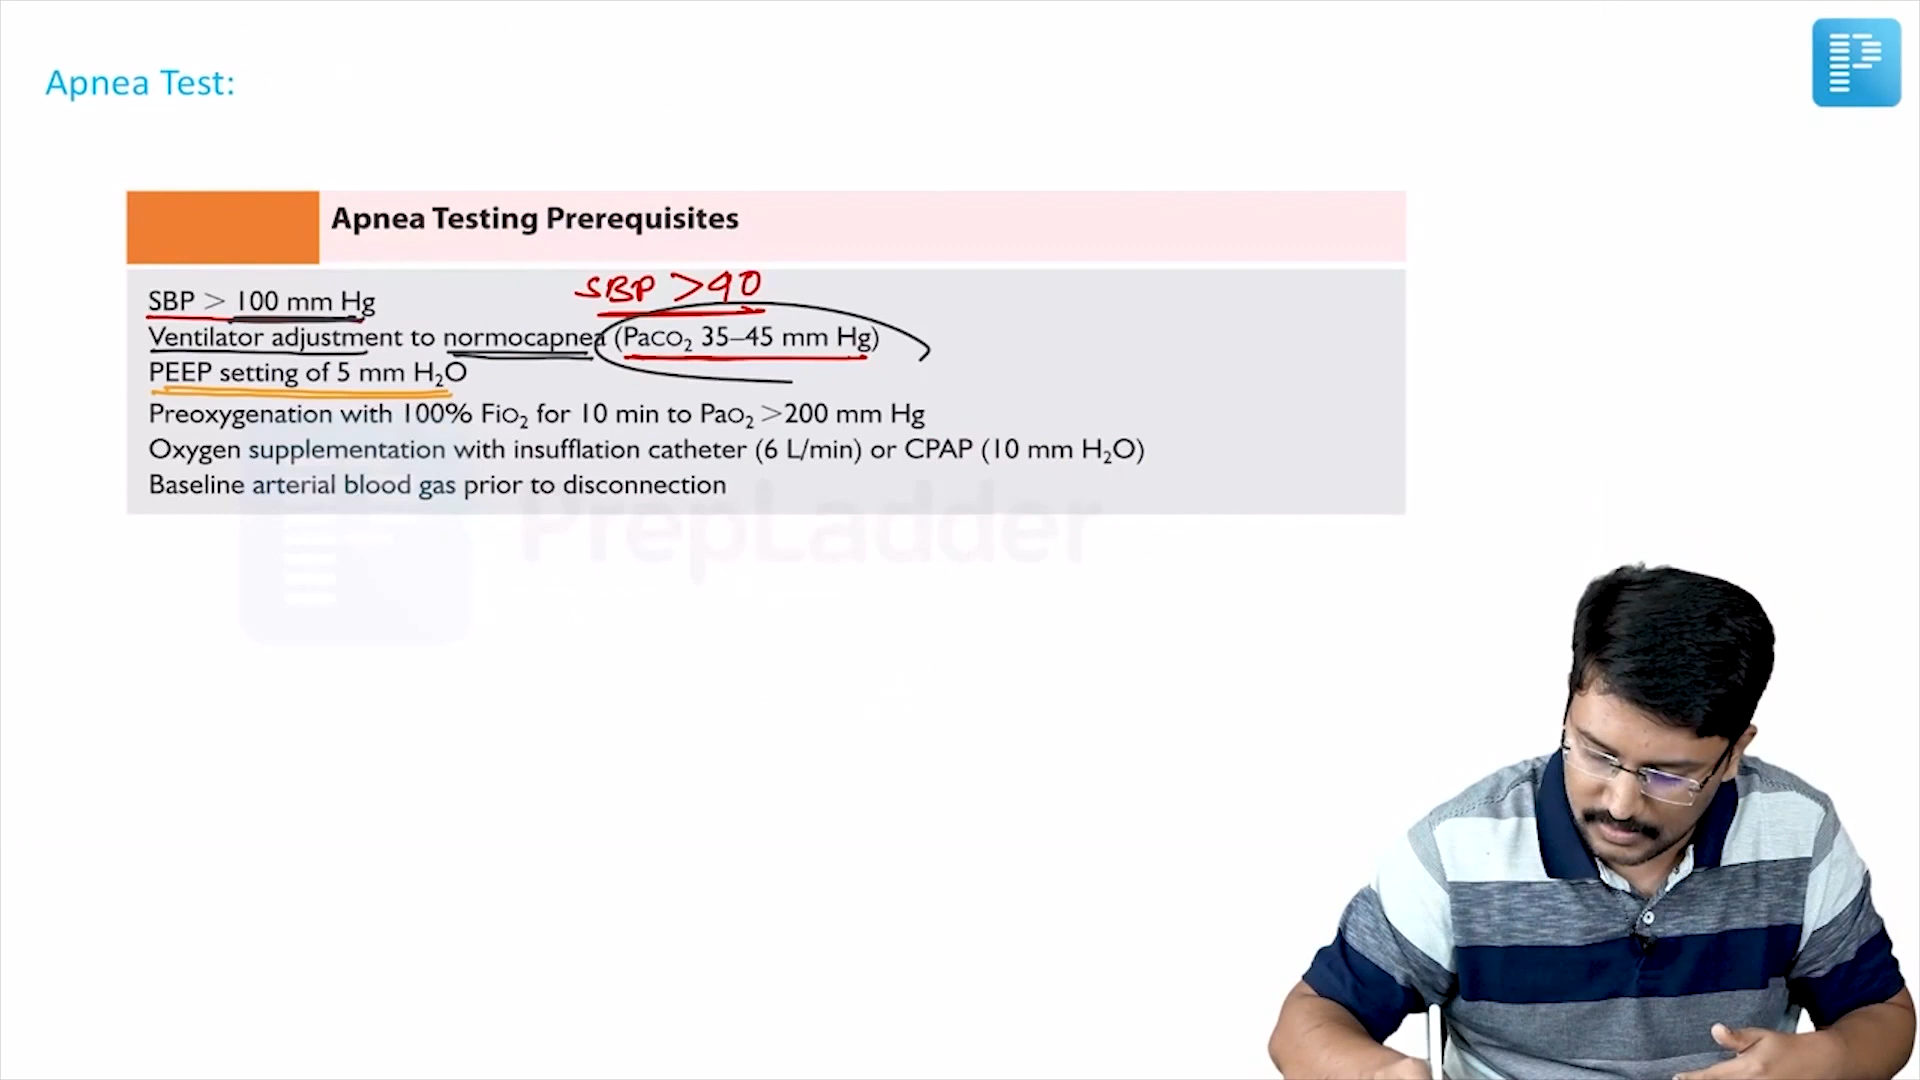 Apnea Test:
Apnea Testing Prerequisites
SBP >90
SBP > 100 mm Hg
Ventilator adjustment to normocapnea (PaCO₂ 35–45 mm Hg)
PEEP setting of 5 mm H₂O
Preoxygenation with 100% FiO₂ for 10 min to PaO₂ >200 mm Hg
Oxygen supplementation with insufflation catheter (6 L/min) or CPAP (10 mm H₂O)
Baseline arterial blood gas prior to disconnection
PrepLadder